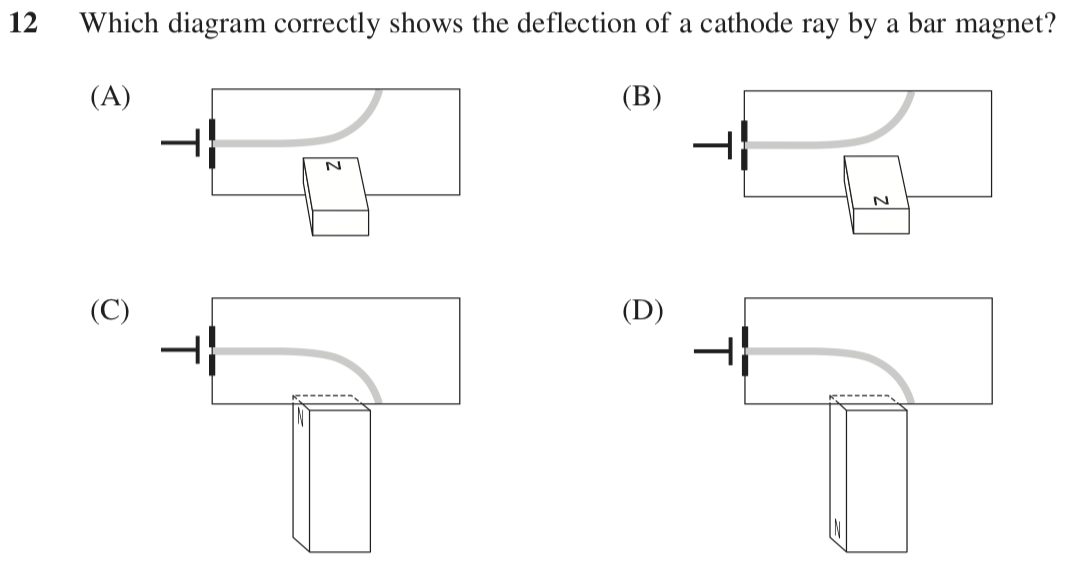 12 Which diagram correctly shows the deflection of a cathode ray by a bar magnet?
(A) (B)
N N
(C) (D)
N N